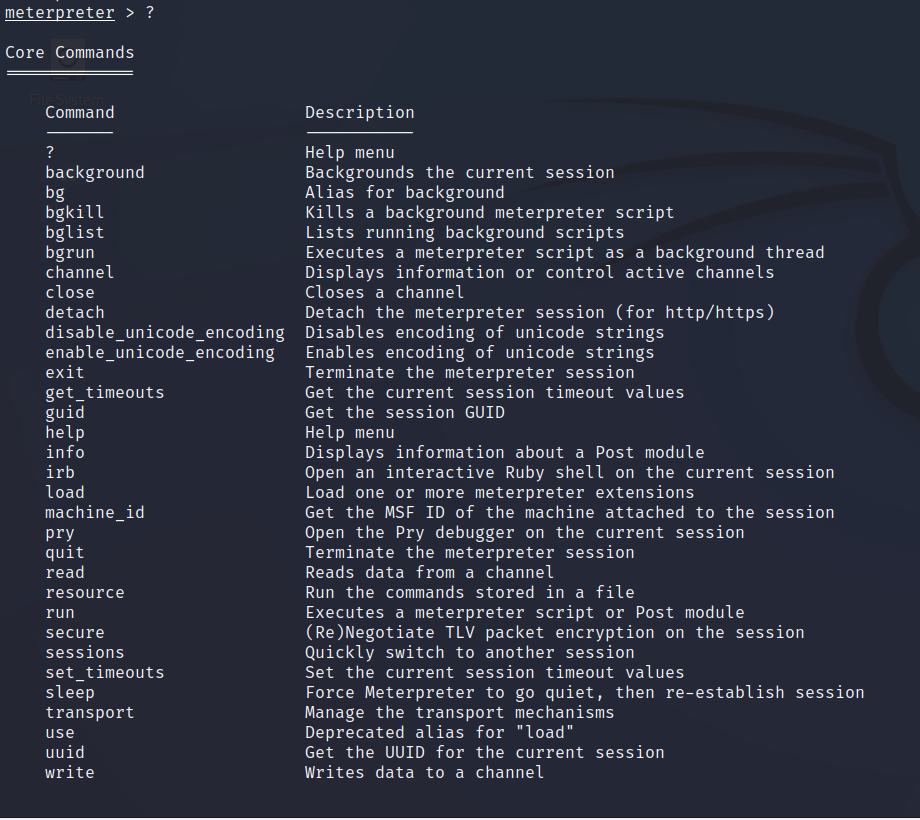 meterpreter > ?
Core Commands
Command Description
? Help menu
background Backgrounds the current session
bg Alias for background
bgkill Kills a background meterpreter script
bglist Lists running background scripts
bgrun Executes a meterpreter script as a background thread
channel Displays information or control active channels
close Closes a channel
detach Detach the meterpreter session (for http/https)
disable_unicode_encoding Disables encoding of unicode strings
enable_unicode_encoding Enables encoding of unicode strings
exit Terminate the meterpreter session
get_timeouts Get the current session timeout values
guid Get the session GUID
help Help menu
info Displays information about a Post module
irb Open an interactive Ruby shell on the current session
load Load one or more meterpreter extensions
machine_id Get the MSF ID of the machine attached to the session
pry Open the Pry debugger on the current session
quit Terminate the meterpreter session
read Reads data from a channel
resource Run the commands stored in a file
run Executes a meterpreter script or Post module
secure (Re)Negotiate TLV packet encryption on the session
sessions Quickly switch to another session
set_timeouts Set the current session timeout values
sleep Force Meterpreter to go quiet, then re-establish session
transport Manage the transport mechanisms
use Deprecated alias for "load"
uuid Get the UUID for the current session
write Writes data to a channel